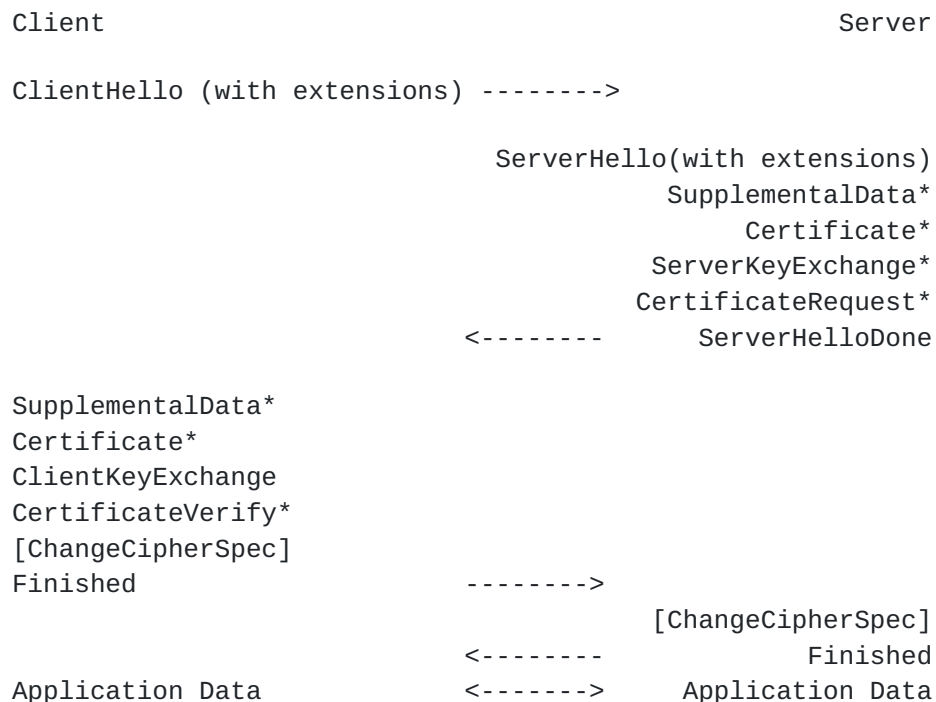 Client                                               Server

ClientHello (with extensions) -------->

                               ServerHello(with extensions)
                                          SupplementalData*
                                               Certificate*
                                         ServerKeyExchange*
                                        CertificateRequest*
                             <--------      ServerHelloDone

SupplementalData*
Certificate*
ClientKeyExchange
CertificateVerify*
[ChangeCipherSpec]
Finished                     -------->
                                         [ChangeCipherSpec]
                             <--------             Finished
Application Data             <------->     Application Data